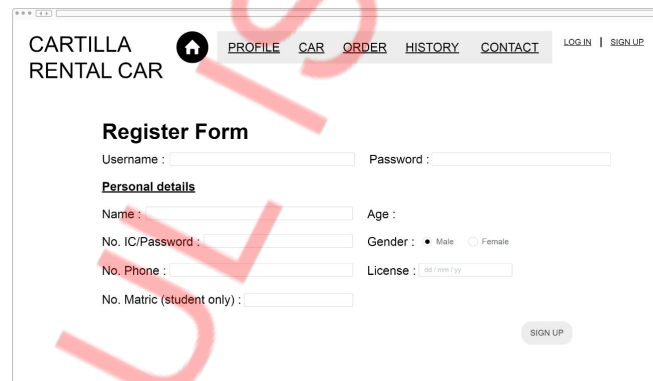 CARTILLA
RENTAL CAR
PROFILE CAR ORDER HISTORY CONTACT
LOG IN | SIGN UP
Register Form
Username : Password :
Personal details
Name : Age :
No. IC/Password : Gender : Male Female
No. Phone : License : dd / mm / yy
No. Matric (student only) :
SIGN UP
UL IS